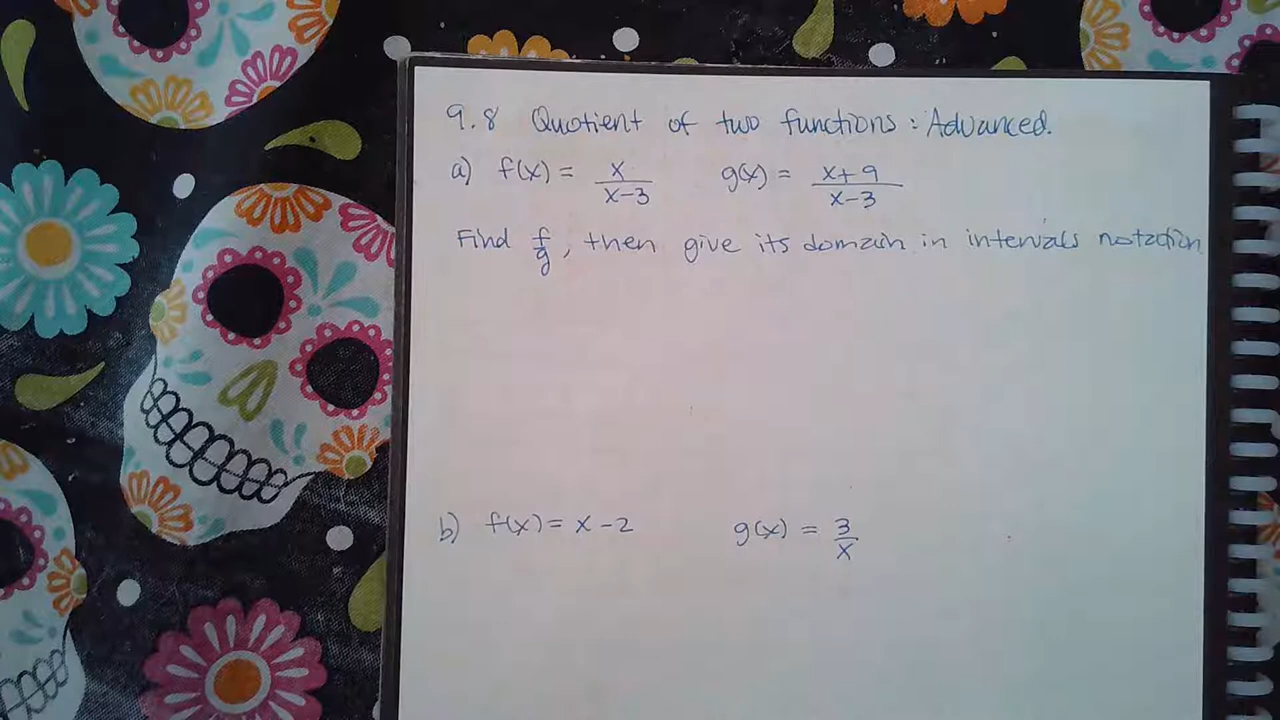 9.8 Quotient of two functions : Advanced.
a) f(x) = x/(x-3) g(x) = (x+9)/(x-3)
Find f/g, then give its domain in intervals notation
b) f(x) = x-2 g(x) = 3/x